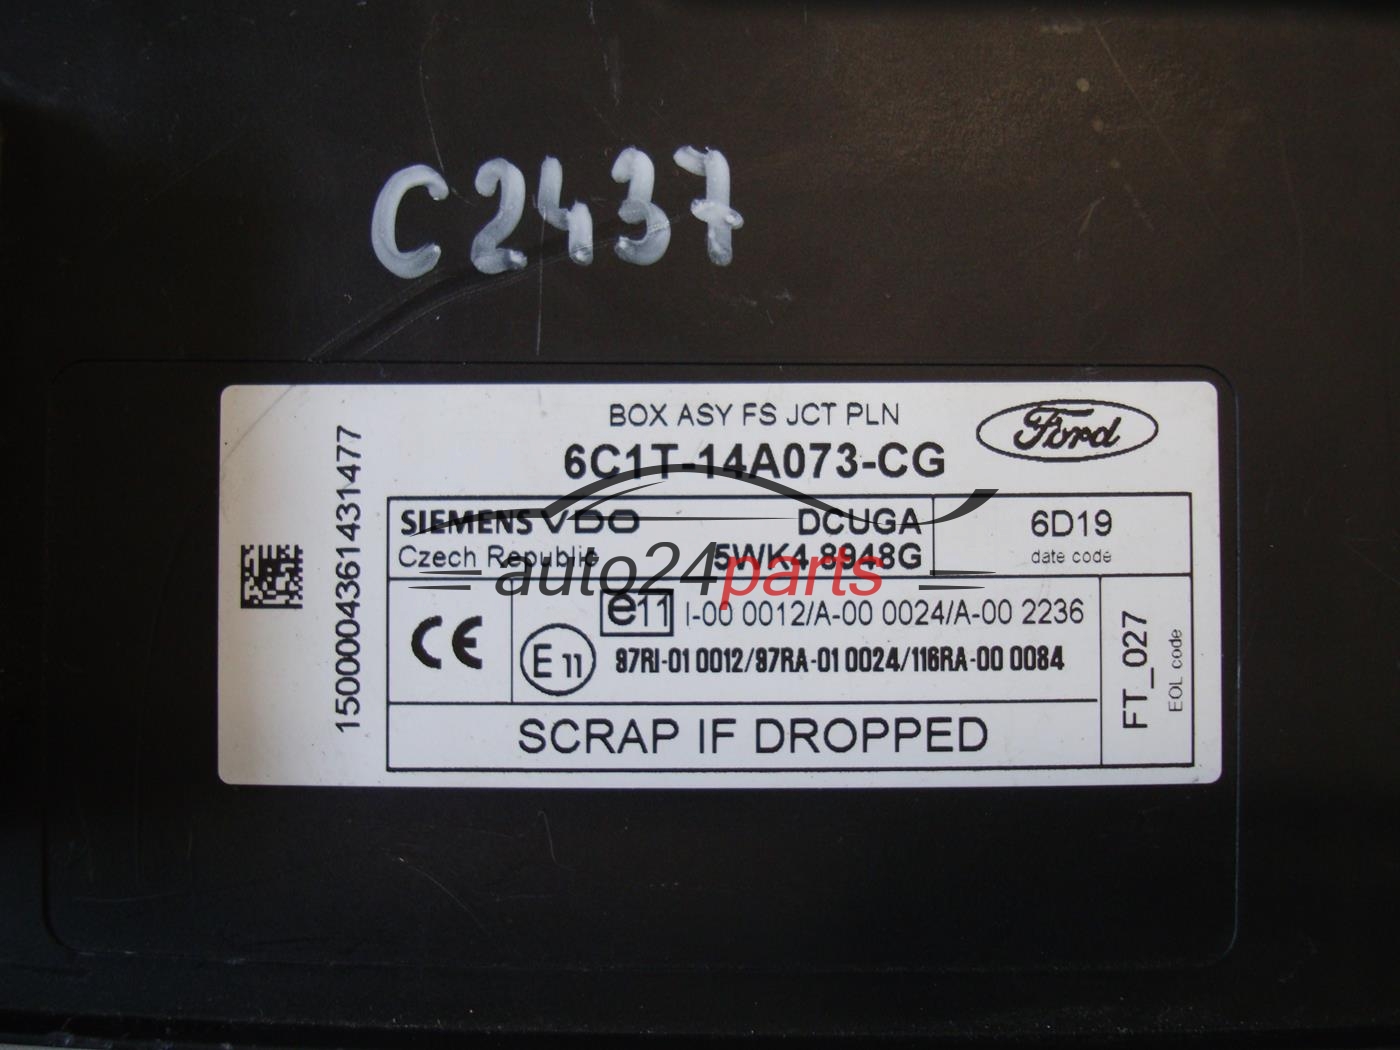 C2437
BOX ASY FS JCT PLN
Ford
6C1T-14A073-CG
SIEMENS VDO DCUGA 6D19
Czech Republic 5WK4 8948G date code
auto24parts
e11 I-00 0012/A-00 0024/A-00 2236
CE E 11 97RI-01 0012/97RA-01 0024/116RA-00 0084
SCRAP IF DROPPED
FT_027
EOL code
1500004361431477